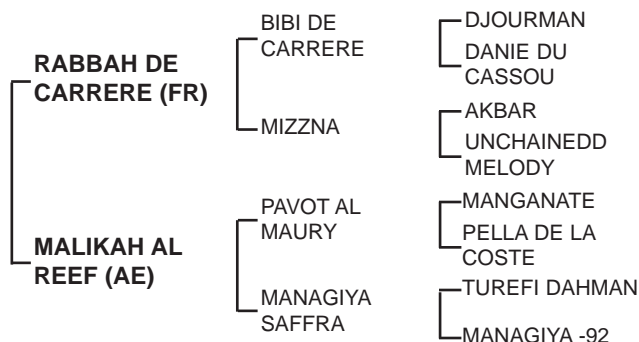 RABBAH DE
CARRERE (FR)
MALIKAH AL
REEF (AE)
BIBI DE
CARRERE
MIZZNA
PAVOT AL
MAURY
MANAGIYA
SAFFRA
DJOURMAN
DANIE DU
CASSOU
AKBAR
UNCHAINEDD
MELODY
MANGANATE
PELLA DE LA
COSTE
TUREFI DAHMAN
MANAGIYA -92